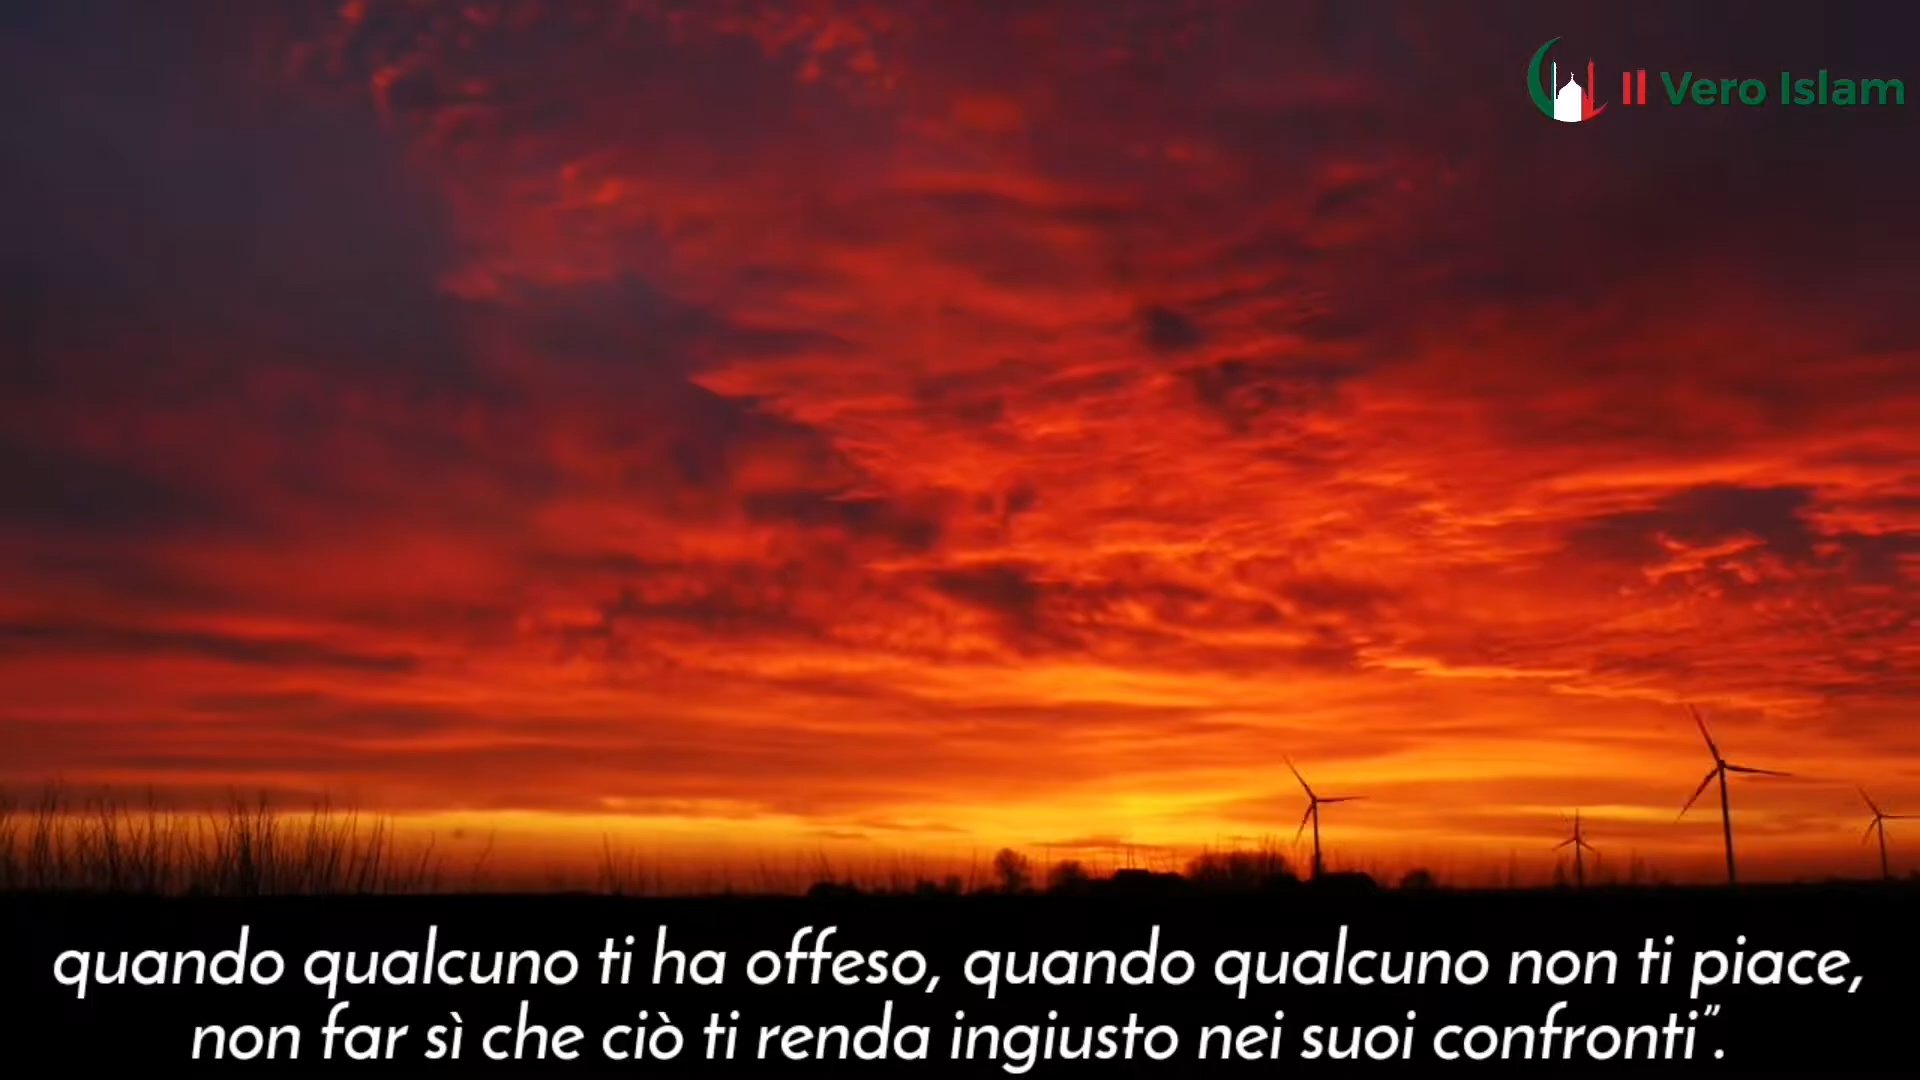 Il Vero Islam
quando qualcuno ti ha offeso, quando qualcuno non ti piace,
non far sì che ciò ti renda ingiusto nei suoi confronti”.